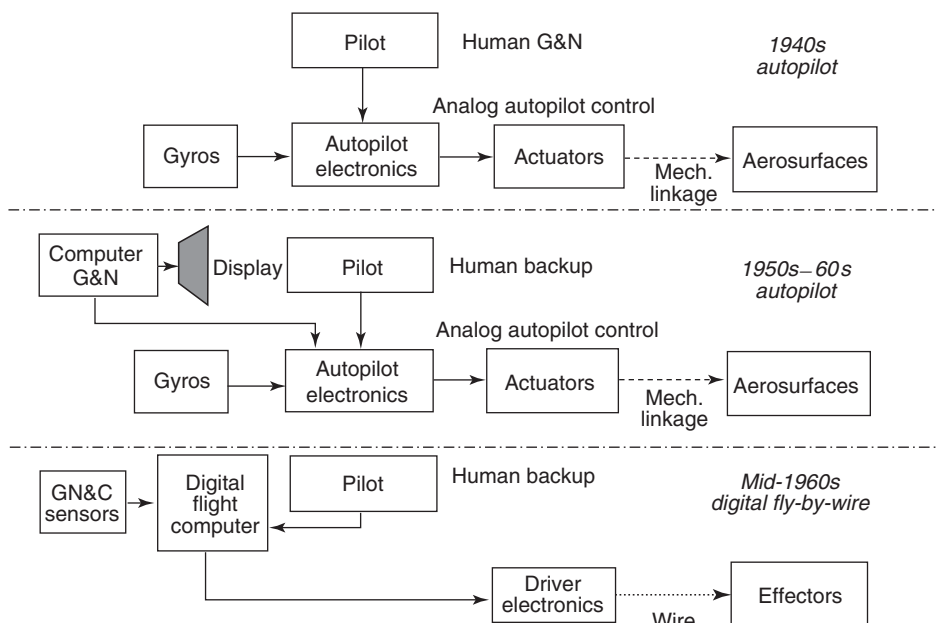 Pilot
Human G&N
1940s
autopilot
Analog autopilot control
Gyros
Autopilot
electronics
Actuators
Mech.
linkage
Aerosurfaces
Computer
G&N
Display
Pilot
Human backup
1950s–60s
autopilot
Analog autopilot control
Gyros
Autopilot
electronics
Actuators
Mech.
linkage
Aerosurfaces
GN&C
sensors
Digital
flight
computer
Pilot
Human backup
Mid-1960s
digital fly-by-wire
Driver
electronics
Wire
Effectors